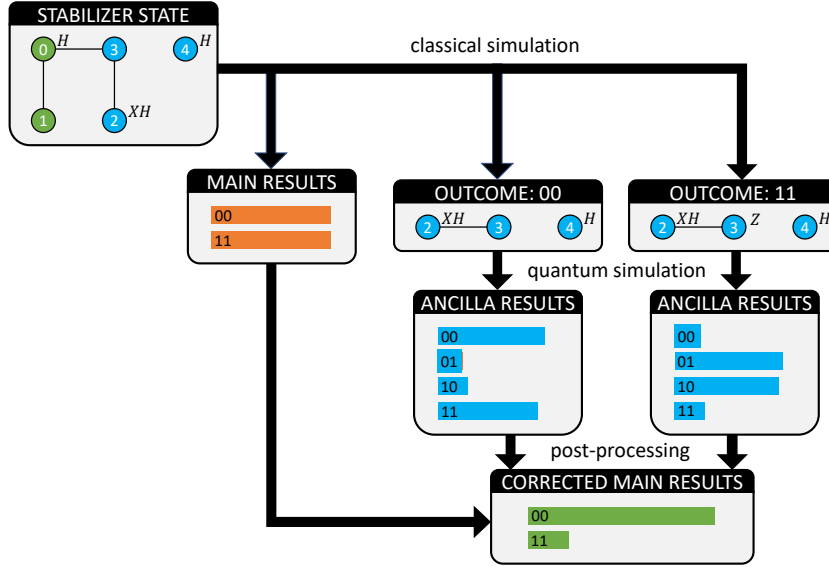 STABILIZER STATE
0 H 3 4 H
1 2 XH
classical simulation
MAIN RESULTS
00
11
OUTCOME: 00
2 XH 3 4 H
OUTCOME: 11
2 XH 3 Z 4 H
quantum simulation
ANCILLA RESULTS
00
01
10
11
ANCILLA RESULTS
00
01
10
11
post-processing
CORRECTED MAIN RESULTS
00
11